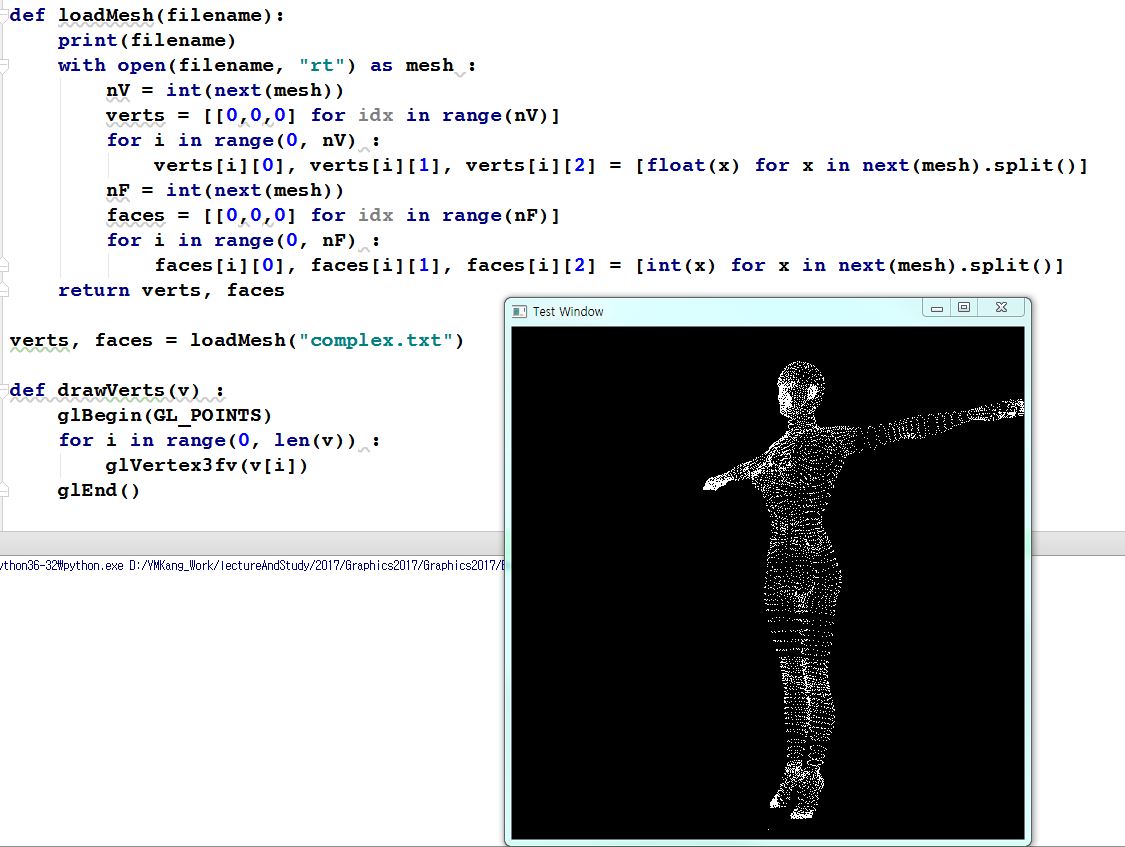 def loadMesh(filename):
    print(filename)
    with open(filename, "rt") as mesh :
        nV = int(next(mesh))
        verts = [[0,0,0] for idx in range(nV)]
        for i in range(0, nV) :
            verts[i][0], verts[i][1], verts[i][2] = [float(x) for x in next(mesh).split()]
        nF = int(next(mesh))
        faces = [[0,0,0] for idx in range(nF)]
        for i in range(0, nF) :
            faces[i][0], faces[i][1], faces[i][2] = [int(x) for x in next(mesh).split()]
    return verts, faces
verts, faces = loadMesh("complex.txt")
def drawVerts(v) :
    glBegin(GL_POINTS)
    for i in range(0, len(v)) :
        glVertex3fv(v[i])
    glEnd()
Test Window
ython36-32₩python.exe D:/YMKang_Work/lectureAndStudy/2017/Graphics2017/Graphics2017/